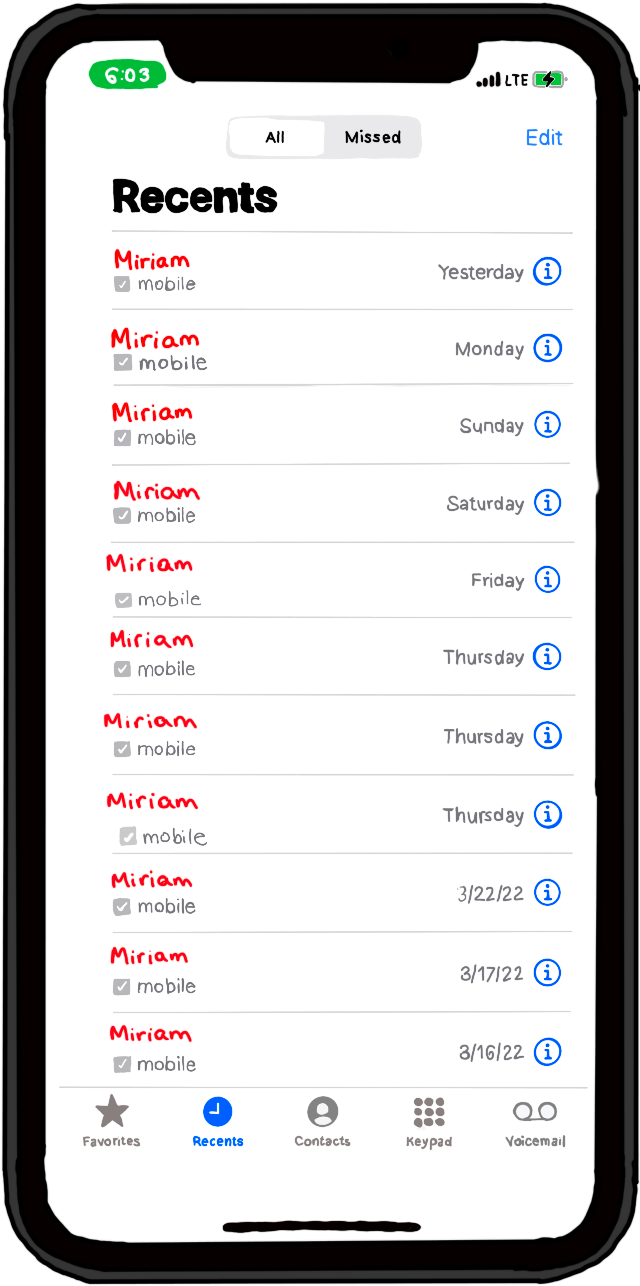 6:03 LTE
All Missed Edit
Recents
Miriam
mobile Yesterday
Miriam
mobile Monday
Miriam
mobile Sunday
Miriam
mobile Saturday
Miriam
mobile Friday
Miriam
mobile Thursday
Miriam
mobile Thursday
Miriam
mobile Thursday
Miriam
mobile 3/22/22
Miriam
mobile 3/17/22
Miriam
mobile 3/16/22
Favorites Recents Contacts Keypad Voicemail